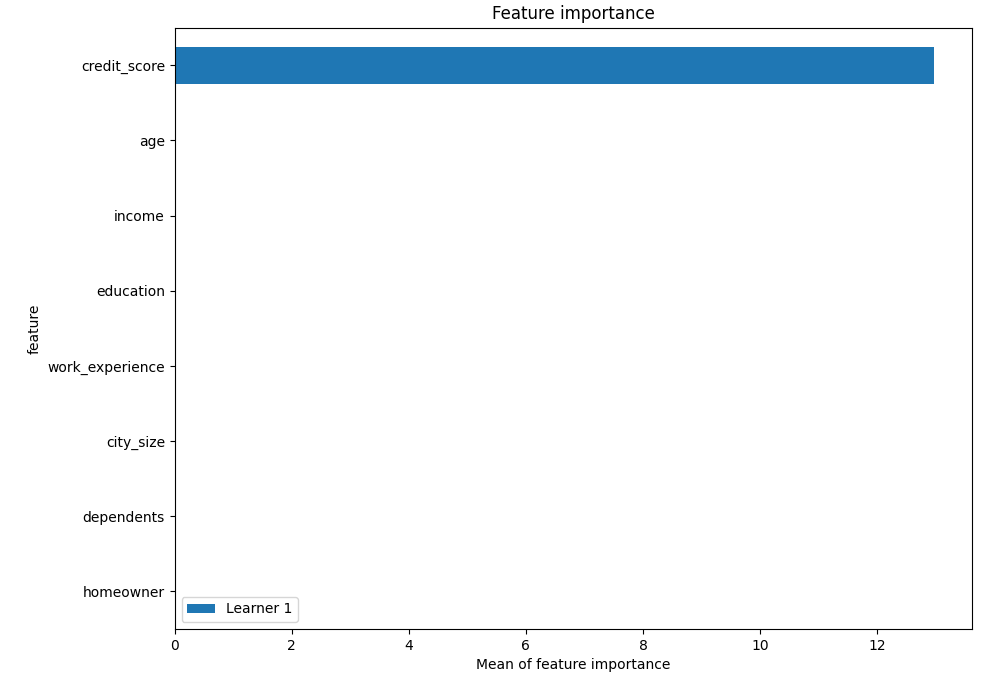 Feature importance
credit_score
age
income
education
work_experience
city_size
dependents
homeowner
feature
Learner 1
0 2 4 6 8 10 12
Mean of feature importance